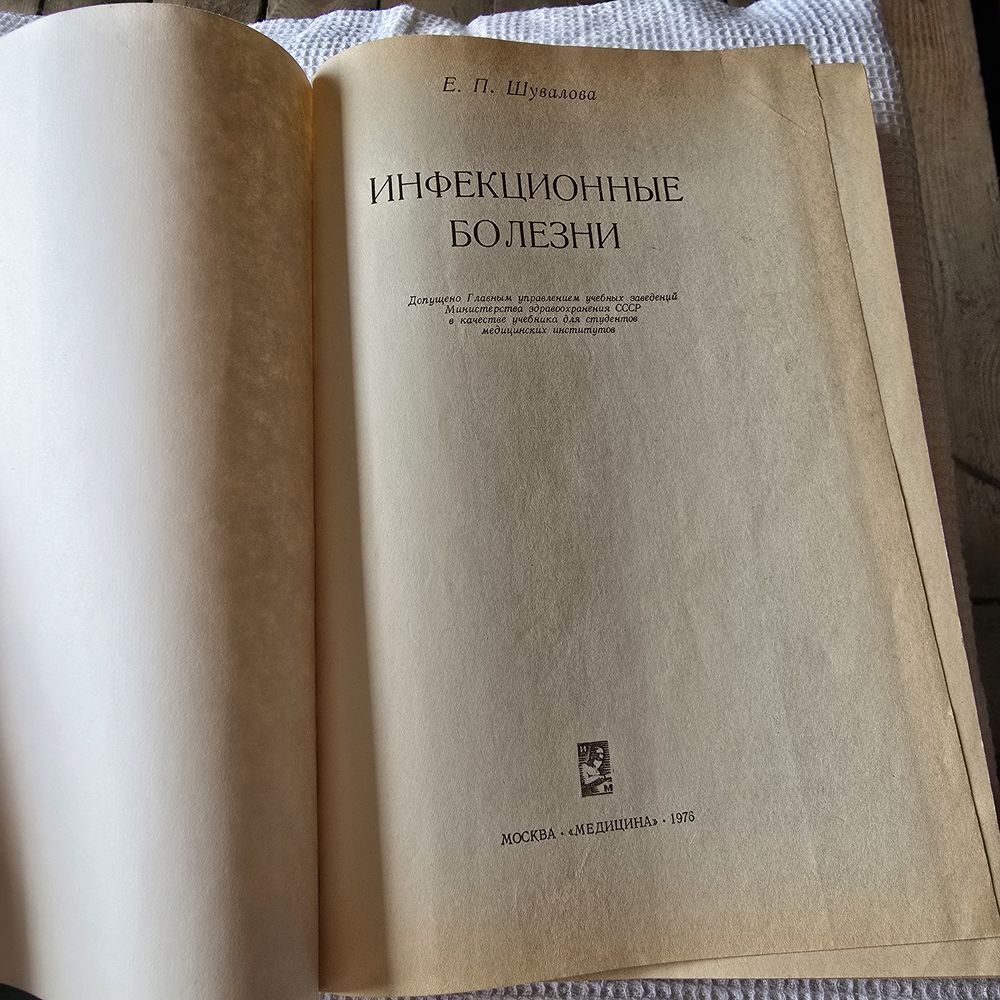 Е. П. Шувалова
ИНФЕКЦИОННЫЕ
БОЛЕЗНИ
Допущено Главным управлением учебных заведений
Министерства здравоохранения СССР
в качестве учебника для студентов
медицинских институтов
И
М
МОСКВА · «МЕДИЦИНА» · 1976